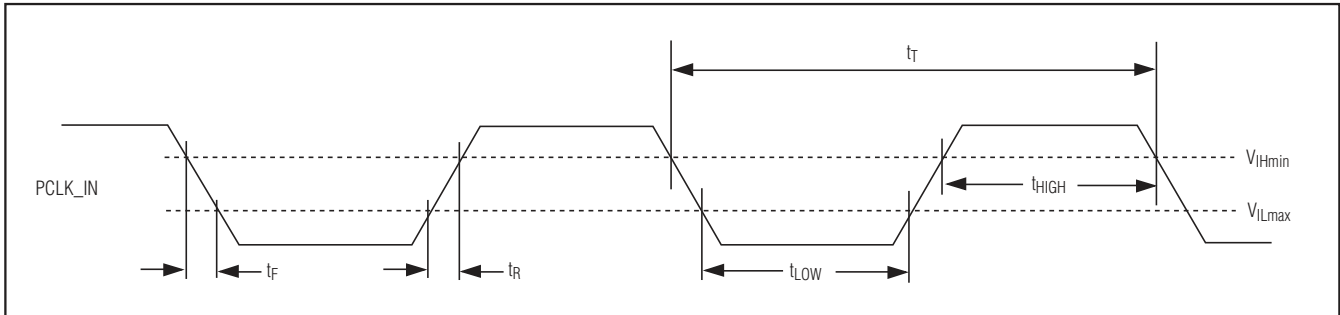 tT
VIHmin
PCLK_IN
tHIGH
VILmax
tF
tR
tLOW